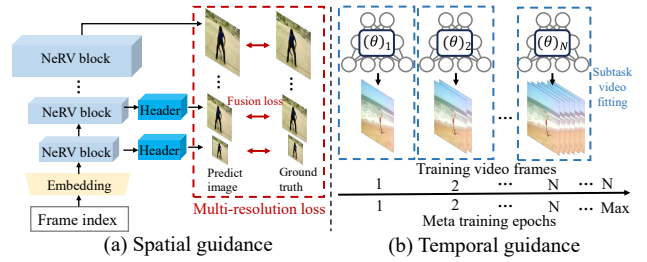 NeRV block
NeRV block
Header
NeRV block
Header
Embedding
Frame index
Fusion loss
Predict
image
Ground
truth
Multi-resolution loss
(a) Spatial guidance
(θ)1
(θ)2
(θ)N
Subtask
video
fitting
...
Training video frames
1 2 ... N ... N
1 2 ... N ... Max
Meta training epochs
(b) Temporal guidance